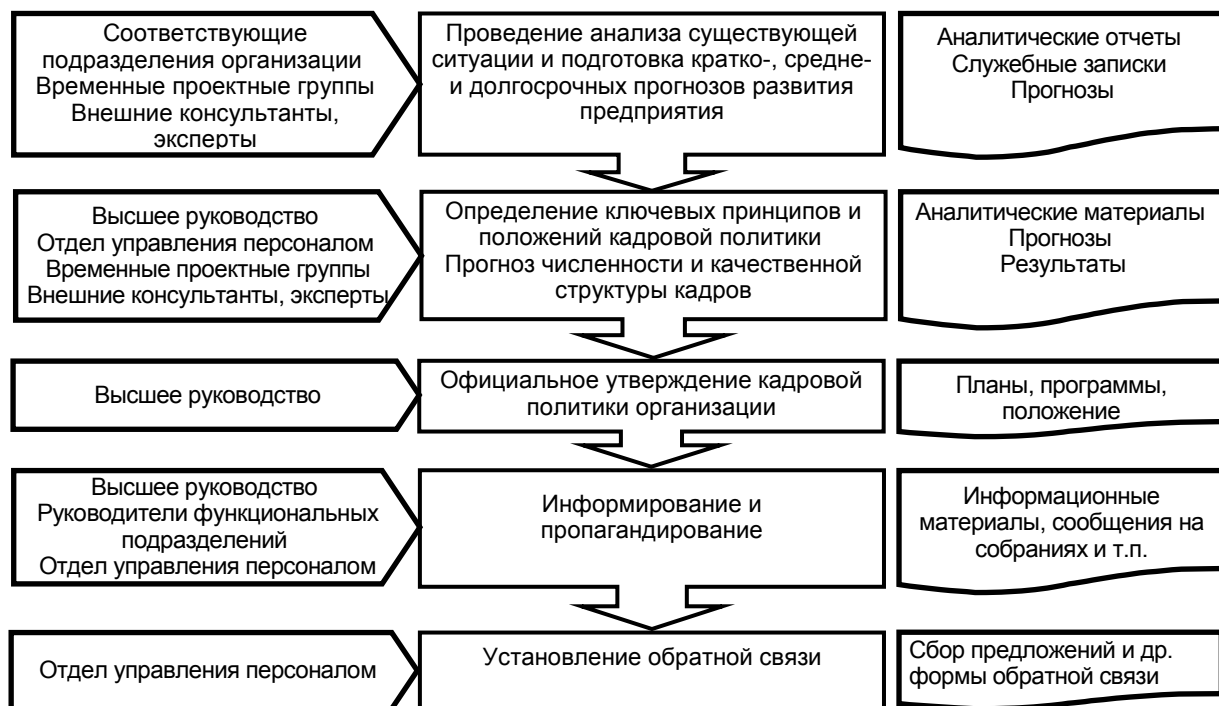 Соответствующие
подразделения организации
Временные проектные группы
Внешние консультанты,
эксперты
Проведение анализа существующей
ситуации и подготовка кратко-, средне-
и долгосрочных прогнозов развития
предприятия
Аналитические отчеты
Служебные записки
Прогнозы
Высшее руководство
Отдел управления персоналом
Временные проектные группы
Внешние консультанты, эксперты
Определение ключевых принципов и
положений кадровой политики
Прогноз численности и качественной
структуры кадров
Аналитические материалы
Прогнозы
Результаты
Высшее руководство
Официальное утверждение кадровой
политики организации
Планы, программы,
положение
Высшее руководство
Руководители функциональных
подразделений
Отдел управления персоналом
Информирование и
пропагандирование
Информационные
материалы, сообщения на
собраниях и т.п.
Отдел управления персоналом
Установление обратной связи
Сбор предложений и др.
формы обратной связи